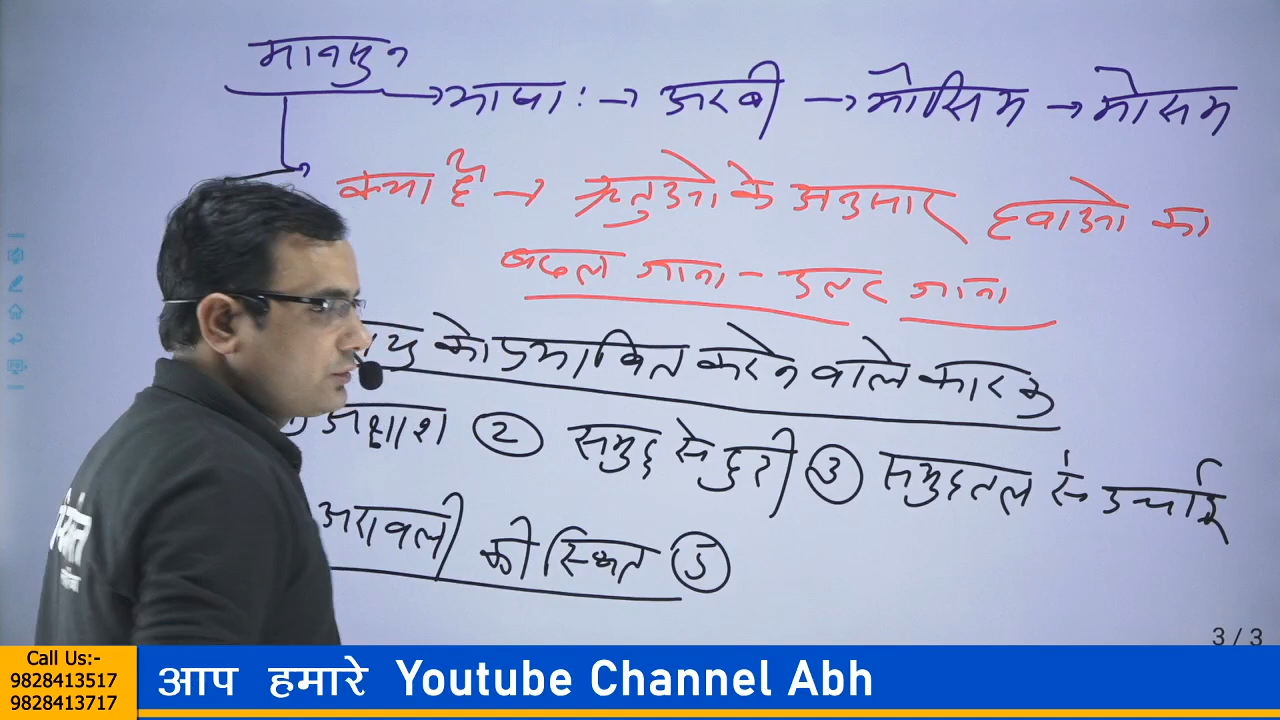 मानसुन
→ भाषा :→ अरबी → मौसिम → मोसम
क्या है → ऋतुओ के अनुसार हवाओ का
बदल जाना - उलट जाना
यु को प्रभावित करने वाले कारक
अक्षाश ② समुद्र से दुरी ③ समुद्रतल से उचाई
अरावली की स्थित ⑤
3 / 3
Call Us:-
9828413517
9828413717
आप हमारे Youtube Channel Abh